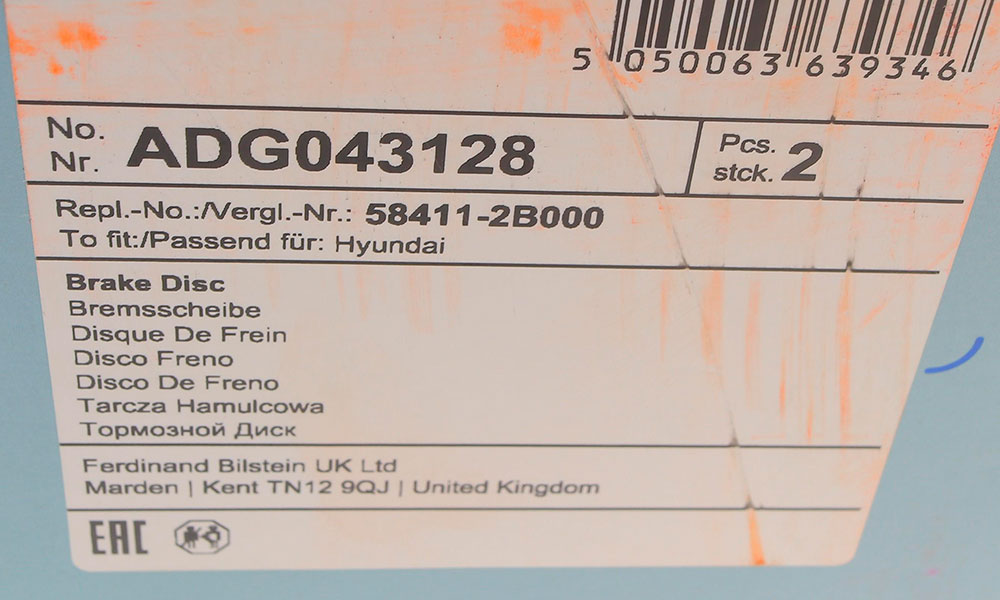 5 050063 639346
No.
Nr. ADG043128
Pcs.
stck. 2
Repl.-No.:/Vergl.-Nr.: 58411-2B000
To fit:/Passend für: Hyundai
Brake Disc
Bremsscheibe
Disque De Frein
Disco Freno
Disco De Freno
Tarcza Hamulcowa
Тормозной Диск
Ferdinand Bilstein UK Ltd
Marden | Kent TN12 9QJ | United Kingdom
EAC